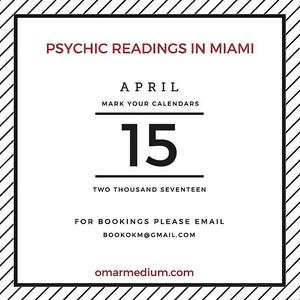 PSYCHIC READINGS IN MIAMI
APRIL
MARK YOUR CALENDARS
15
TWO THOUSAND SEVENTEEN
FOR BOOKINGS PLEASE EMAIL
BOOKOKM@GMAIL.COM
omarmedium.com